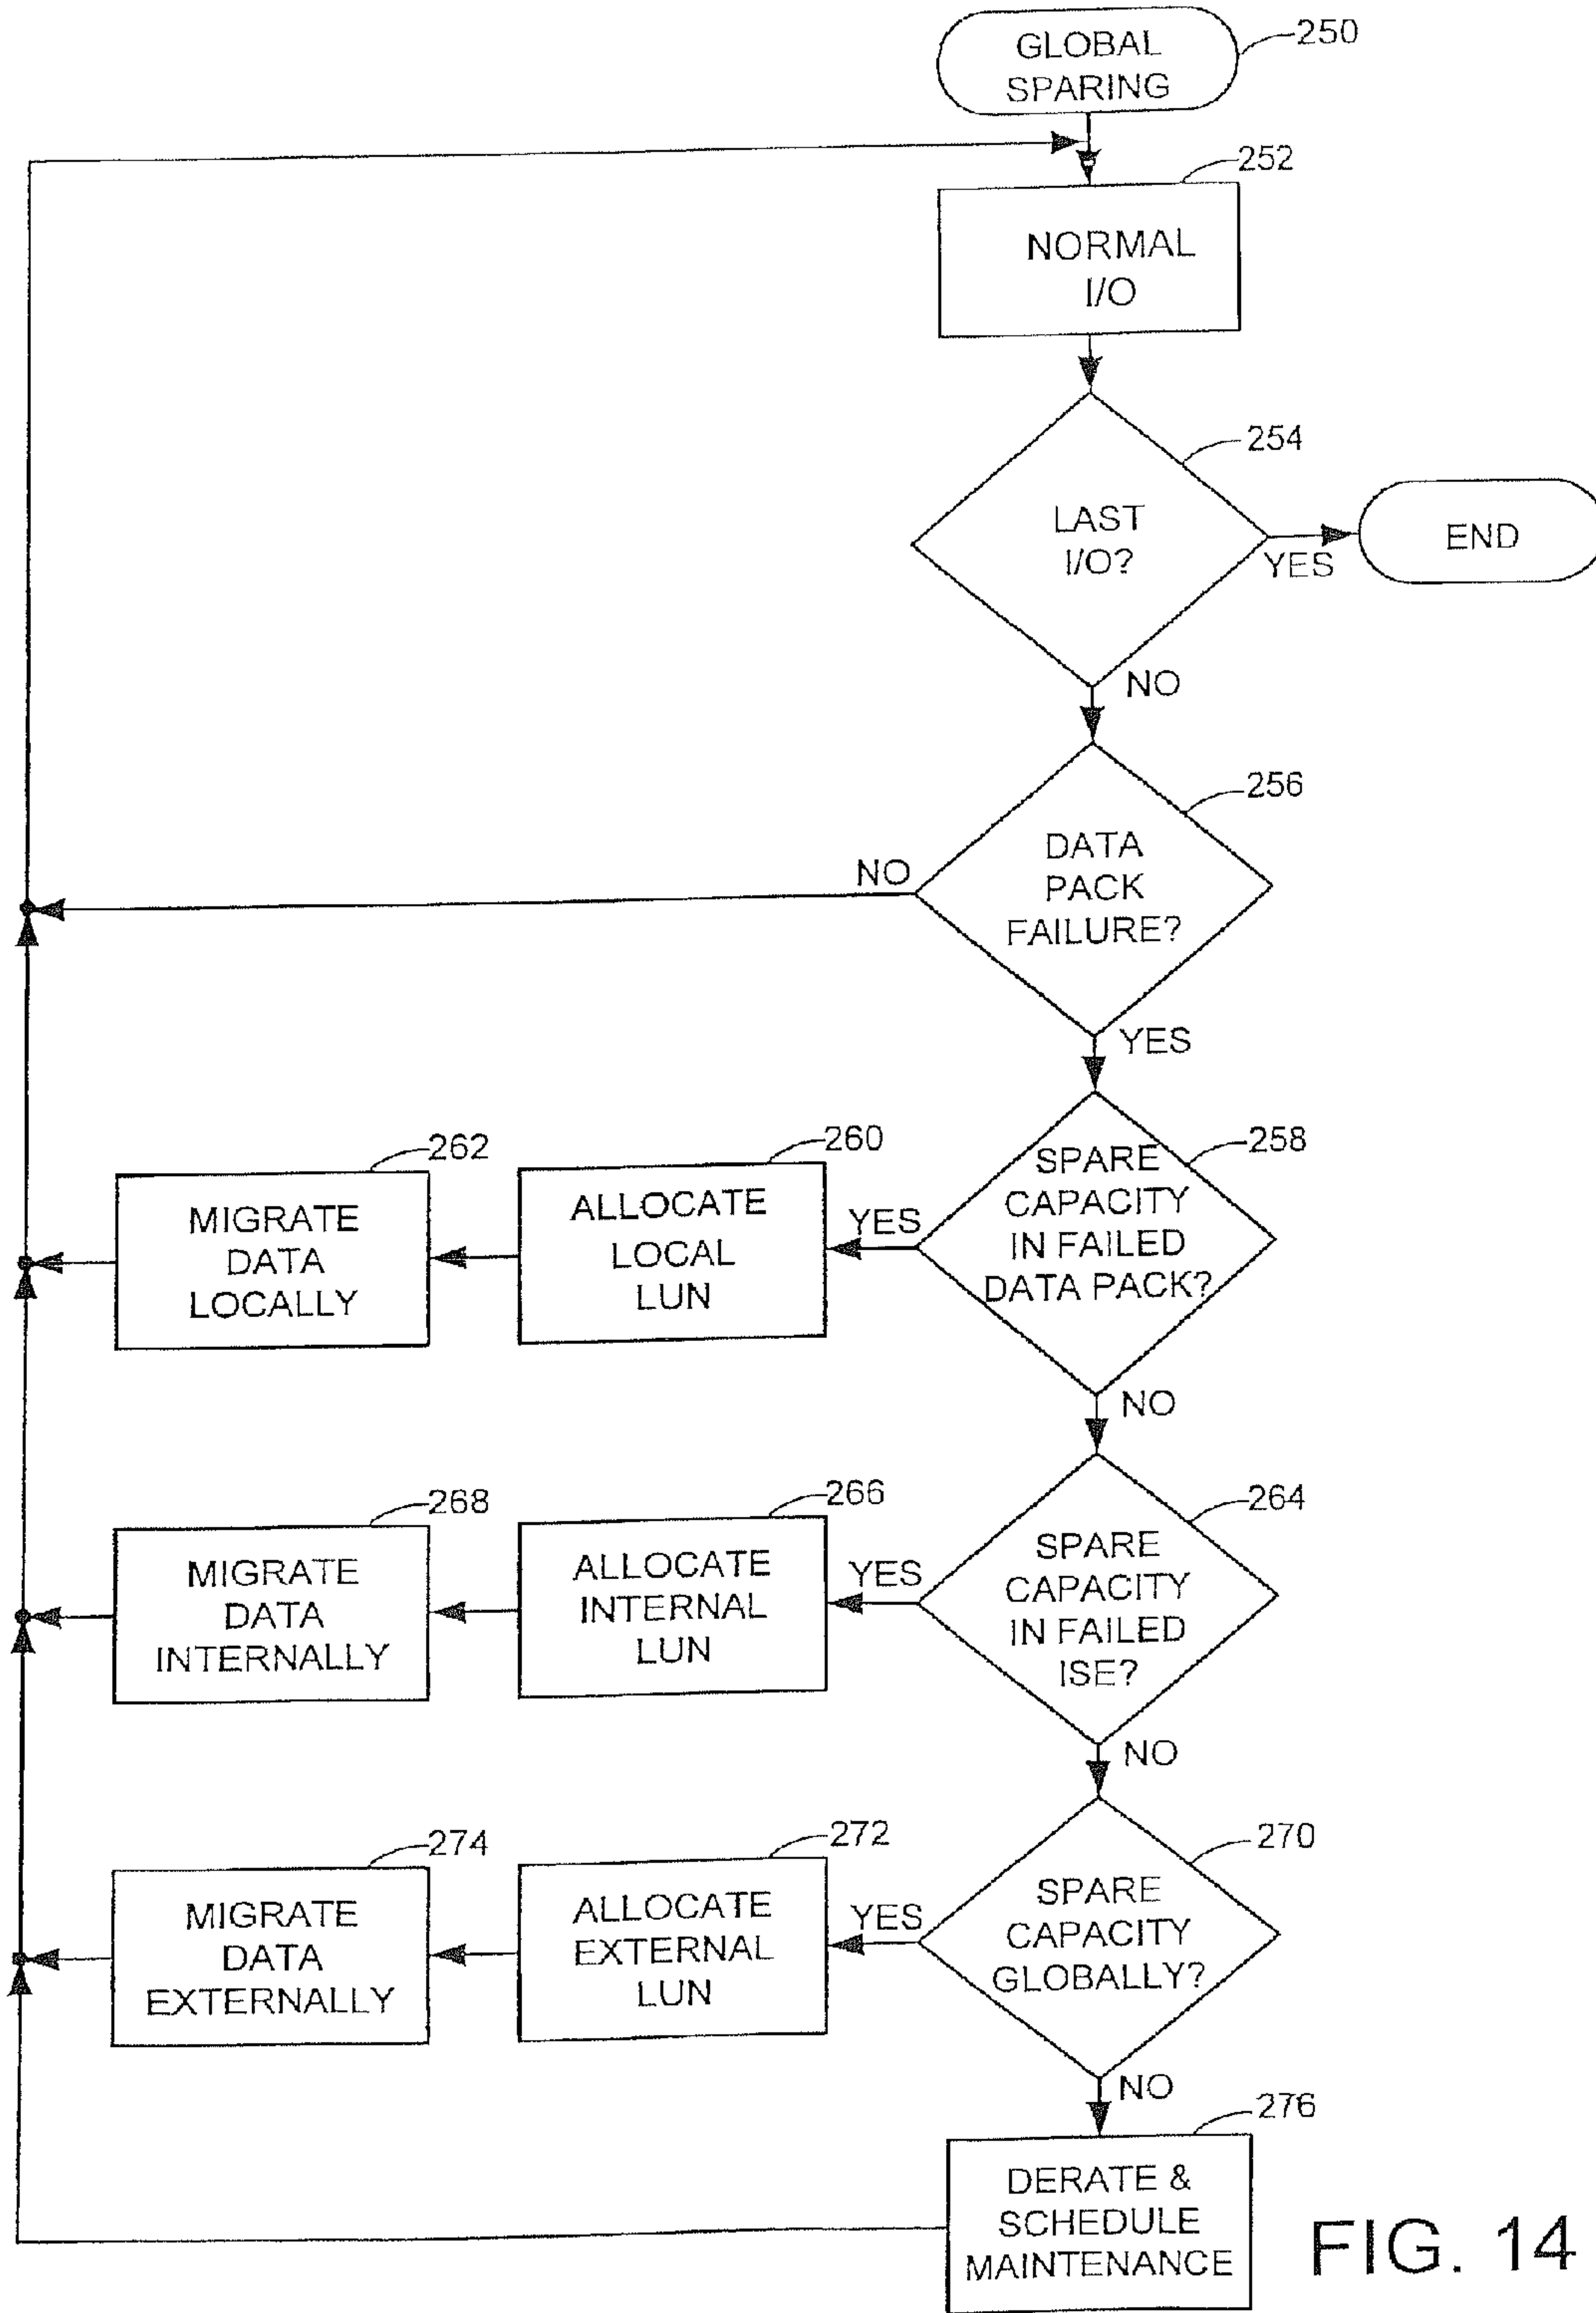 GLOBAL
SPARING
250
252
NORMAL
I/O
254
LAST
I/O?
YES
END
NO
256
DATA
PACK
FAILURE?
NO
YES
258
SPARE
CAPACITY
IN FAILED
DATA PACK?
YES
260
ALLOCATE
LOCAL
LUN
262
MIGRATE
DATA
LOCALLY
NO
264
SPARE
CAPACITY
IN FAILED
ISE?
YES
266
ALLOCATE
INTERNAL
LUN
268
MIGRATE
DATA
INTERNALLY
NO
270
SPARE
CAPACITY
GLOBALLY?
YES
272
ALLOCATE
EXTERNAL
LUN
274
MIGRATE
DATA
EXTERNALLY
NO
276
DERATE &
SCHEDULE
MAINTENANCE
FIG. 14